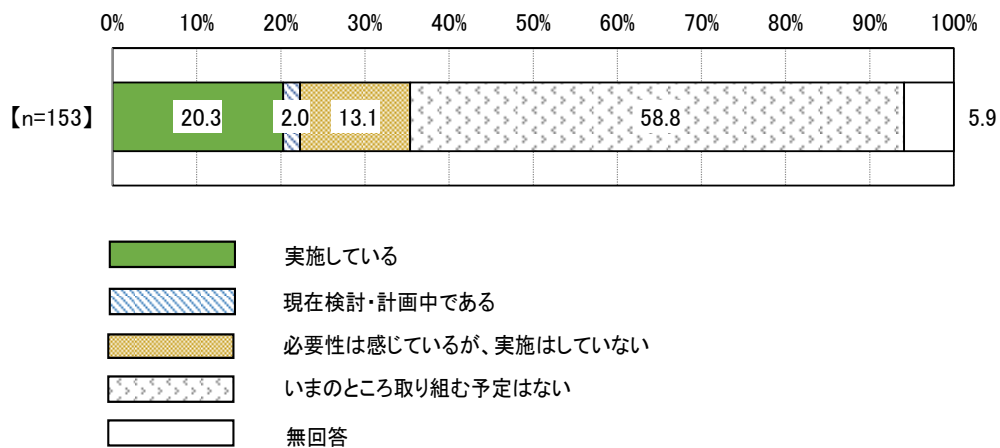 0% 10% 20% 30% 40% 50% 60% 70% 80% 90% 100%
【n=153】 20.3 2.0 13.1 58.8 5.9
実施している
現在検討・計画中である
必要性は感じているが、実施はしていない
いまのところ取り組む予定はない
無回答